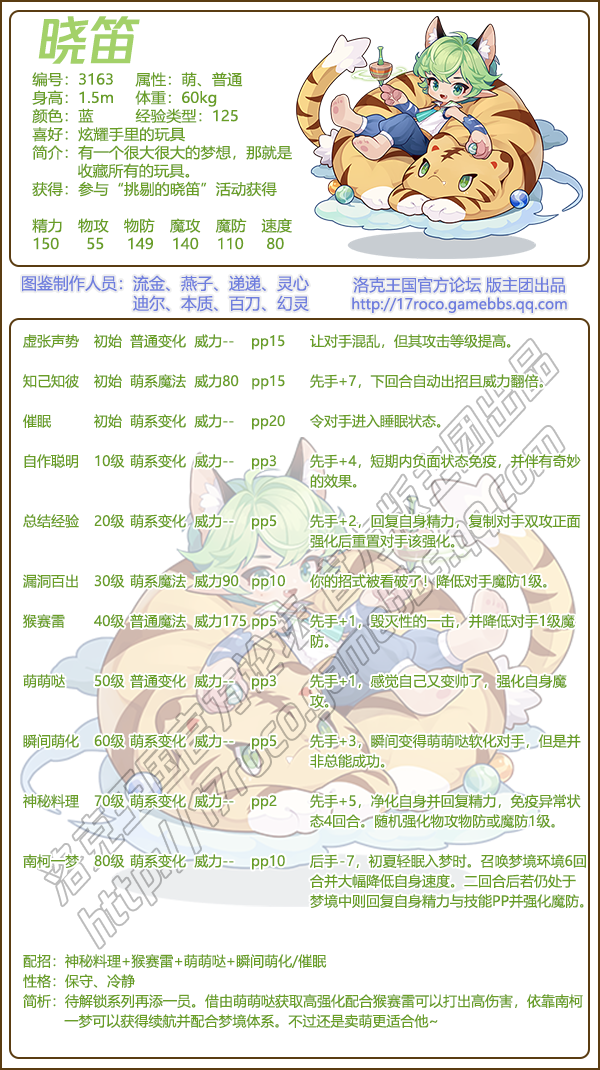 晓笛
编号：3163 属性：萌、普通
身高：1.5m 体重：60kg
颜色：蓝 经验类型：125
喜好：炫耀手里的玩具
简介：有一个很大很大的梦想，那就是
收藏所有的玩具。
获得：参与“挑剔的晓笛”活动获得
精力 物攻 物防 魔攻 魔防 速度
150 55 149 140 110 80
图鉴制作人员：流金、燕子、递递、灵心
迪尔、本质、百刀、幻灵
洛克王国官方论坛 版主团出品
http://17roco.gamebbs.qq.com
虚张声势 初始 普通变化 威力-- pp15 让对手混乱，但其攻击等级提高。
知己知彼 初始 萌系魔法 威力80 pp15 先手+7，下回合自动出招且威力翻倍。
催眠 初始 萌系变化 威力-- pp20 令对手进入睡眠状态。
自作聪明 10级 萌系变化 威力-- pp3 先手+4，短期内负面状态免疫，并伴有奇妙
的效果。
总结经验 20级 萌系变化 威力-- pp5 先手+2，回复自身精力，复制对手双攻正面
强化后重置对手该强化。
漏洞百出 30级 萌系魔法 威力90 pp10 你的招式被看破了！降低对手魔防1级。
猴赛雷 40级 普通魔法 威力175 pp5 先手+1，毁灭性的一击，并降低对手1级魔
防。
萌萌哒 50级 普通变化 威力-- pp3 先手+1，感觉自己又变帅了，强化自身魔
攻。
瞬间萌化 60级 萌系变化 威力-- pp5 先手+3，瞬间变得萌萌哒软化对手，但是并
非总能成功。
神秘料理 70级 萌系变化 威力-- pp2 先手+5，净化自身并回复精力，免疫异常状
态4回合。随机强化物攻物防或魔防1级。
南柯一梦 80级 萌系变化 威力-- pp10 后手-7，初夏轻眠入梦时。召唤梦境环境6回
合并大幅降低自身速度。二回合后若仍处于
梦境中则回复自身精力与技能PP并强化魔防。
配招：神秘料理+猴赛雷+萌萌哒+瞬间萌化/催眠
性格：保守、冷静
简析：待解锁系列再添一员。借由萌萌哒获取高强化配合猴赛雷可以打出高伤害，依靠南柯
一梦可以获得续航并配合梦境体系。不过还是卖萌更适合他~
洛克王国官方论坛 版主团出品
http://17roco.gamebbs.qq.com